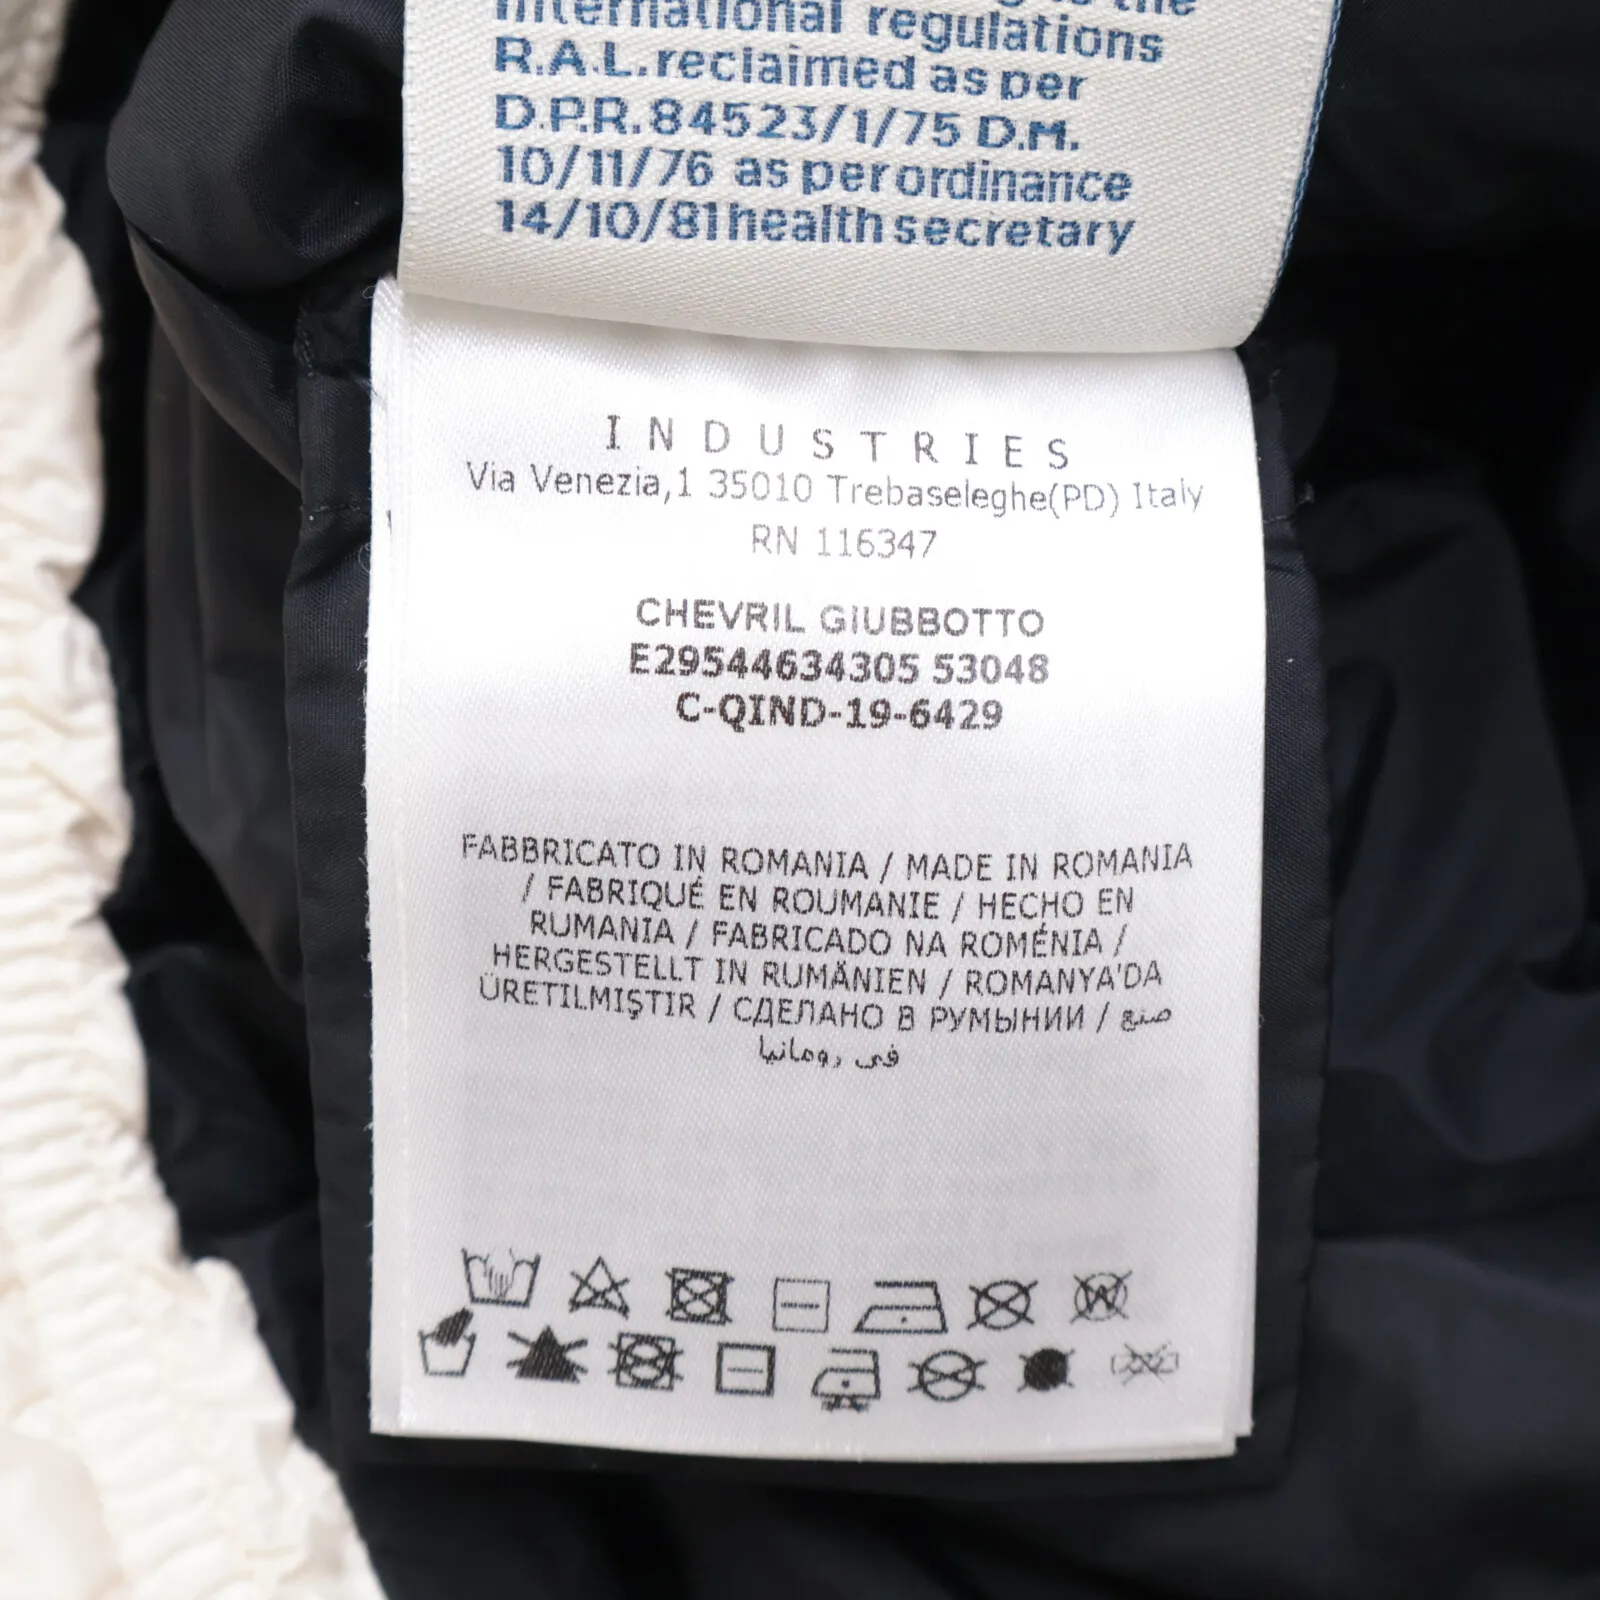 international regulations
R.A.L. reclaimed as per
D.P.R. 84523/1/75 D.M.
10/11/76 as per ordinance
14/10/81 health secretary
INDUSTRIES
Via Venezia,1 35010 Trebaseleghe(PD) Italy
RN 116347
CHEVRIL GIUBBOTTO
E29544634305 53048
C-QIND-19-6429
FABBRICATO IN ROMANIA / MADE IN ROMANIA
/ FABRIQUÉ EN ROUMANIE / HECHO EN
RUMANIA / FABRICADO NA ROMÉNIA /
HERGESTELLT IN RUMÄNIEN / ROMANYA'DA
ÜRETILMIŞTIR / СДЕЛАНО В РУМЫНИИ / صنع
في رومانيا